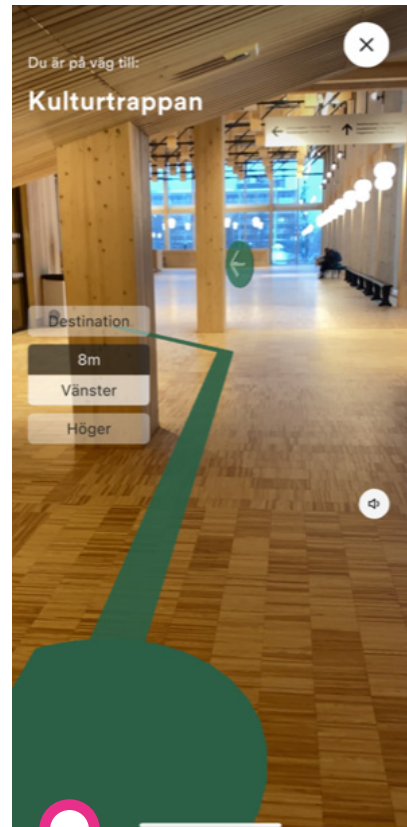 Du är på väg till:
Kulturtrappan
Destination
8m
Vänster
Höger